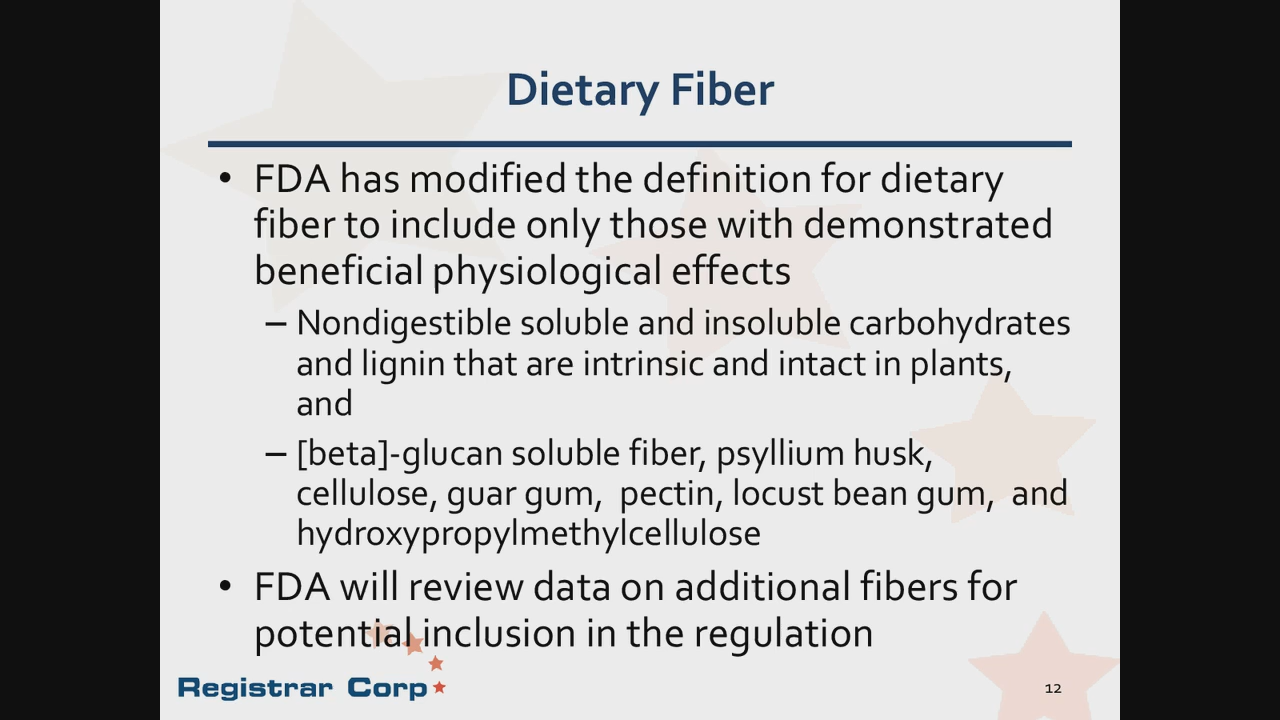 Dietary Fiber
• FDA has modified the definition for dietary
fiber to include only those with demonstrated
beneficial physiological effects
– Nondigestible soluble and insoluble carbohydrates
and lignin that are intrinsic and intact in plants,
and
– [beta]-glucan soluble fiber, psyllium husk,
cellulose, guar gum,  pectin, locust bean gum,  and
hydroxypropylmethylcellulose
• FDA will review data on additional fibers for
potential inclusion in the regulation
Registrar Corp
12